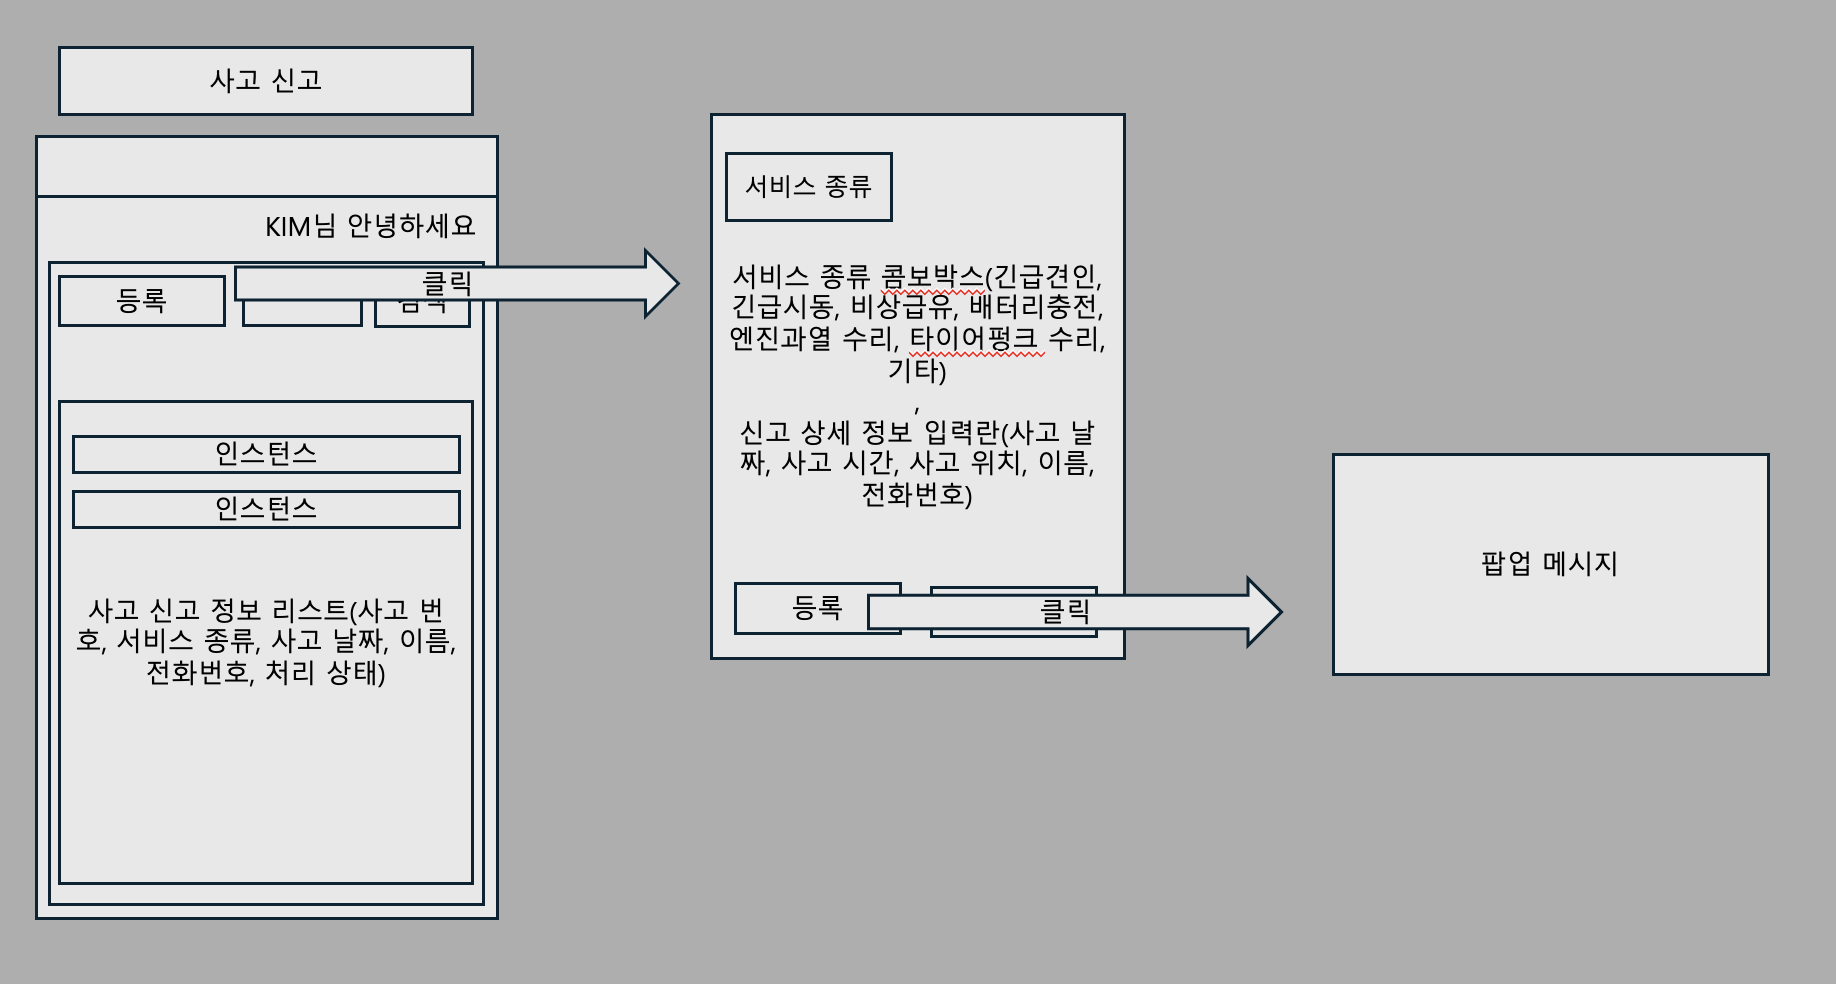 사고 신고
KIM님 안녕하세요
등록
클릭
인스턴스
인스턴스
사고 신고 정보 리스트(사고 번
호, 서비스 종류, 사고 날짜, 이름,
전화번호, 처리 상태)
서비스 종류
서비스 종류 콤보박스(긴급견인,
긴급시동, 비상급유, 배터리충전,
엔진과열 수리, 타이어펑크 수리,
기타)
,
신고 상세 정보 입력란(사고 날
짜, 사고 시간, 사고 위치, 이름,
전화번호)
등록
클릭
팝업 메시지